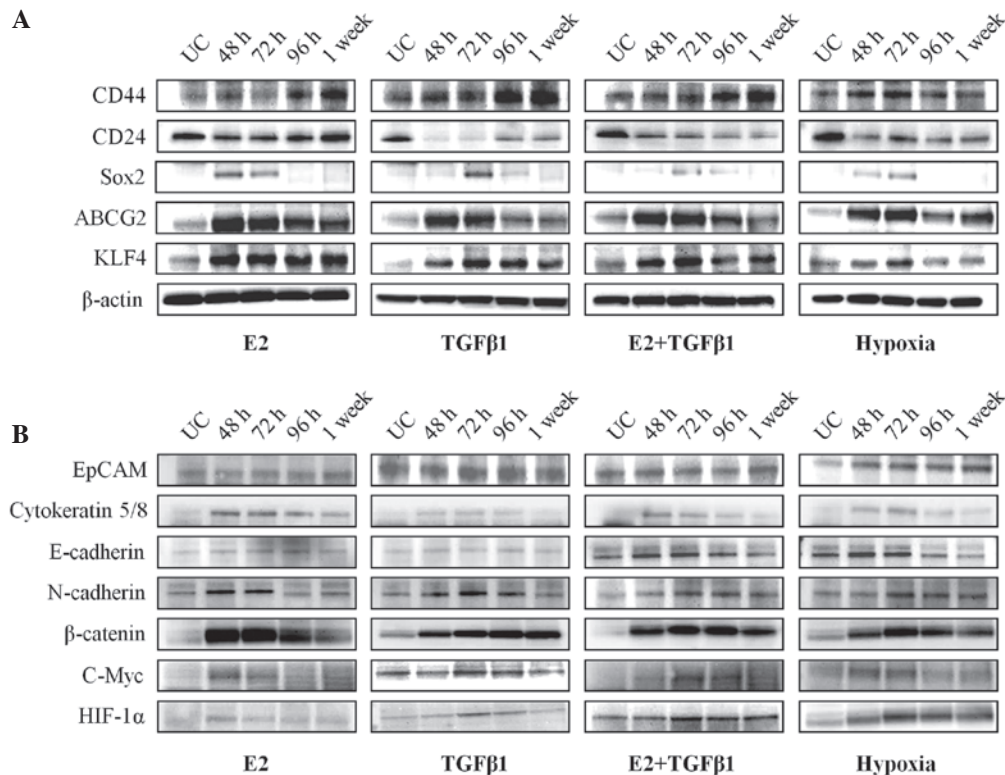 A
UC 48 h 72 h 96 h 1 week UC 48 h 72 h 96 h 1 week UC 48 h 72 h 96 h 1 week UC 48 h 72 h 96 h 1 week
CD44
CD24
Sox2
ABCG2
KLF4
β-actin
E2 TGFβ1 E2+TGFβ1 Hypoxia
B
UC 48 h 72 h 96 h 1 week UC 48 h 72 h 96 h 1 week UC 48 h 72 h 96 h 1 week UC 48 h 72 h 96 h 1 week
EpCAM
Cytokeratin 5/8
E-cadherin
N-cadherin
β-catenin
C-Myc
HIF-1α
E2 TGFβ1 E2+TGFβ1 Hypoxia